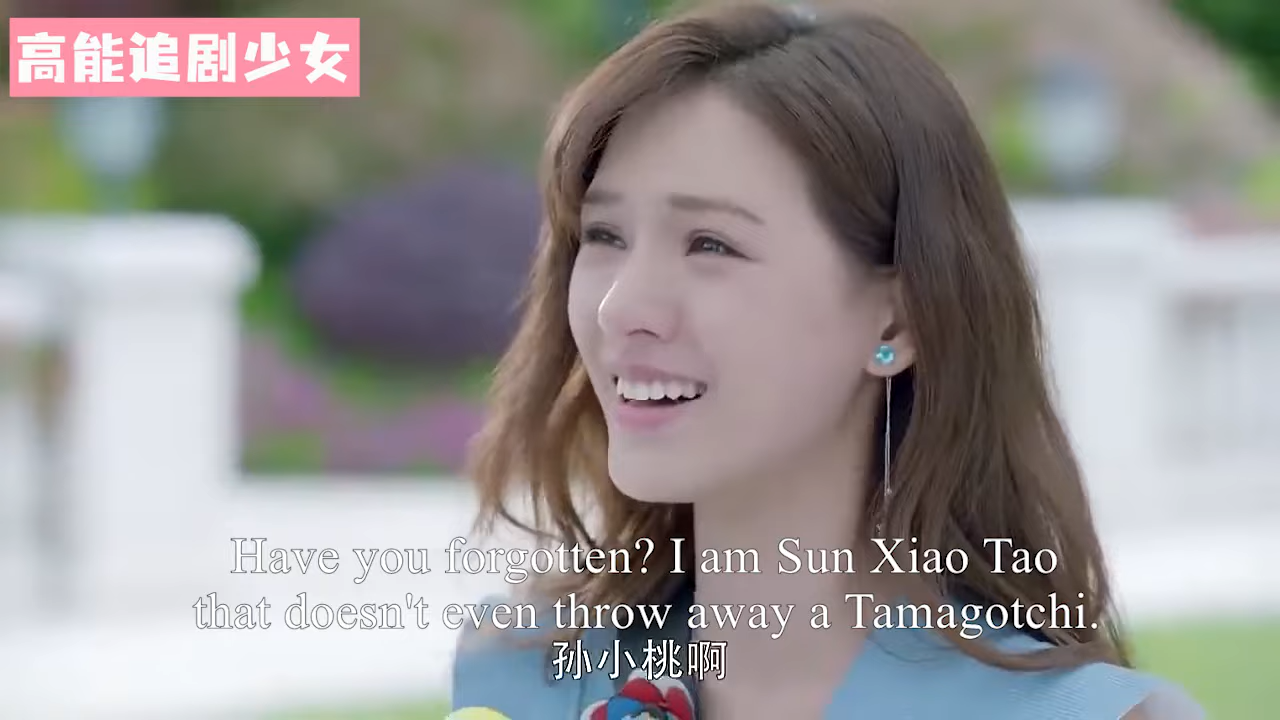 高能追剧少女
Have you forgotten? I am Sun Xiao Tao
that doesn't even throw away a Tamagotchi.
孙小桃啊